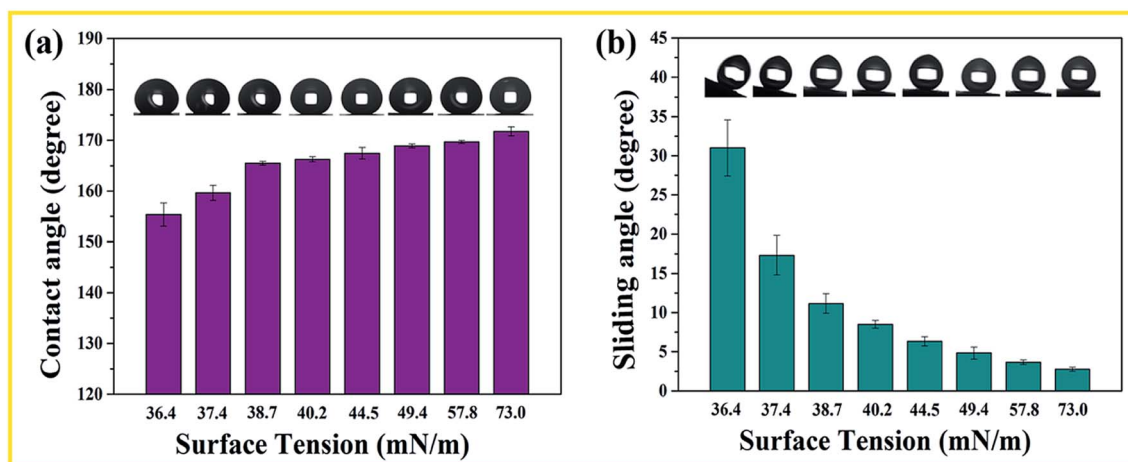 (a)
190
180
170
160
150
140
130
120
Contact angle (degree)
36.4 37.4 38.7 40.2 44.5 49.4 57.8 73.0
Surface Tension (mN/m)
(b)
45
40
35
30
25
20
15
10
5
0
Sliding angle (degree)
36.4 37.4 38.7 40.2 44.5 49.4 57.8 73.0
Surface Tension (mN/m)